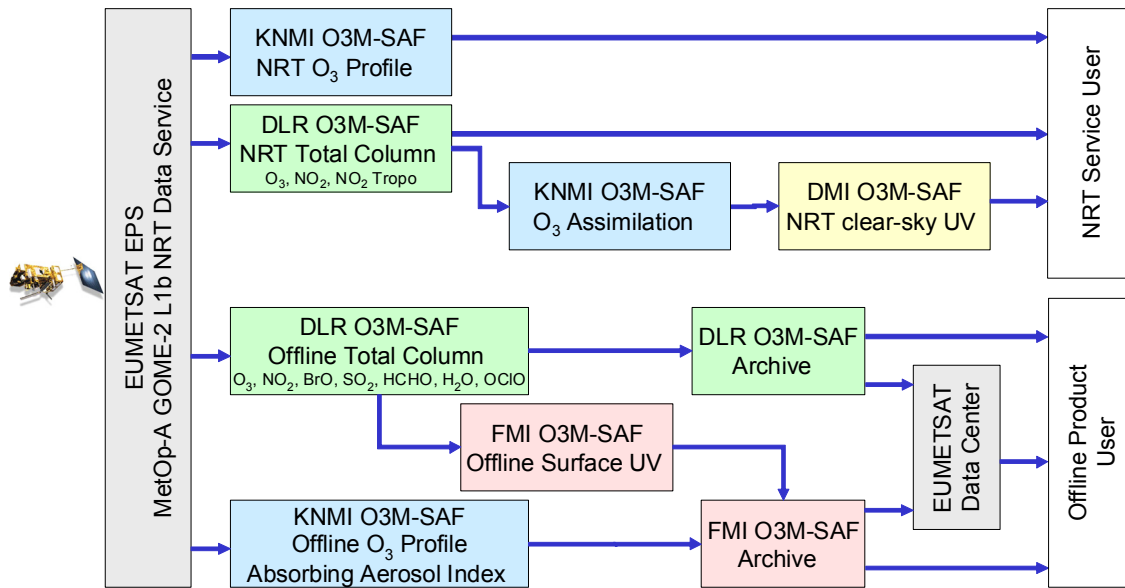 EUMETSAT EPS
MetOp-A GOME-2 L1b NRT Data Service
KNMI O3M-SAF
NRT O₃ Profile
DLR O3M-SAF
NRT Total Column
O₃, NO₂, NO₂ Tropo
KNMI O3M-SAF
O₃ Assimilation
DMI O3M-SAF
NRT clear-sky UV
NRT Service User
DLR O3M-SAF
Offline Total Column
O₃, NO₂, BrO, SO₂, HCHO, H₂O, OClO
DLR O3M-SAF
Archive
FMI O3M-SAF
Offline Surface UV
EUMETSAT
Data Center
Offline Product
User
KNMI O3M-SAF
Offline O₃ Profile
Absorbing Aerosol Index
FMI O3M-SAF
Archive